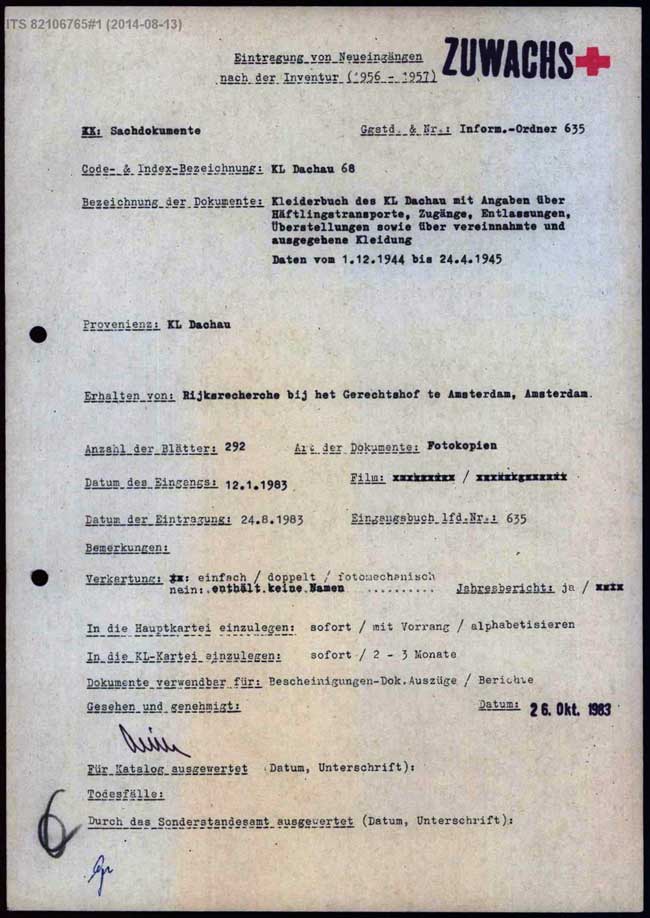 ITS 82106765#1 (2014-08-13)
Eintragung von Neueingängen
nach der Inventur (1956 - 1957)
ZUWACHS
XX: Sachdokumente Ggstd. & Nr.: Inform.-Ordner 635
Code- & Index-Bezeichnung: KL Dachau 68
Bezeichnung der Dokumente: Kleiderbuch des KL Dachau mit Angaben über
Häftlingstransporte, Zugänge, Entlassungen,
Überstellungen sowie über vereinnahmte und
ausgegebene Kleidung
Daten vom 1.12.1944 bis 24.4.1945
Provenienz: KL Dachau
Erhalten von: Rijksrecherche bij het Gerechtshof te Amsterdam, Amsterdam.
Anzahl der Blätter: 292 Art der Dokumente: Fotokopien
Datum des Eingangs: 12.1.1983 Film: /
Datum der Eintragung: 24.8.1983 Eingangsbuch lfd.Nr.: 635
Bemerkungen:
Verkartung: xx: einfach / doppelt / fotomechanisch
nein: enthält keine Namen .......... Jahresbericht: ja / xxxx
In die Hauptkartei einzulegen: sofort / mit Vorrang / alphabetisieren
In die KL-Kartei einzulegen: sofort / 2 - 3 Monate
Dokumente verwendbar für: Bescheinigungen-Dok.Auszüge / Berichte
Gesehen und genehmigt: Datum: 26. Okt. 1983
Für Katalog ausgewertet (Datum, Unterschrift):
Todesfälle:
Durch das Sonderstandesamt ausgewertet (Datum, Unterschrift):
6